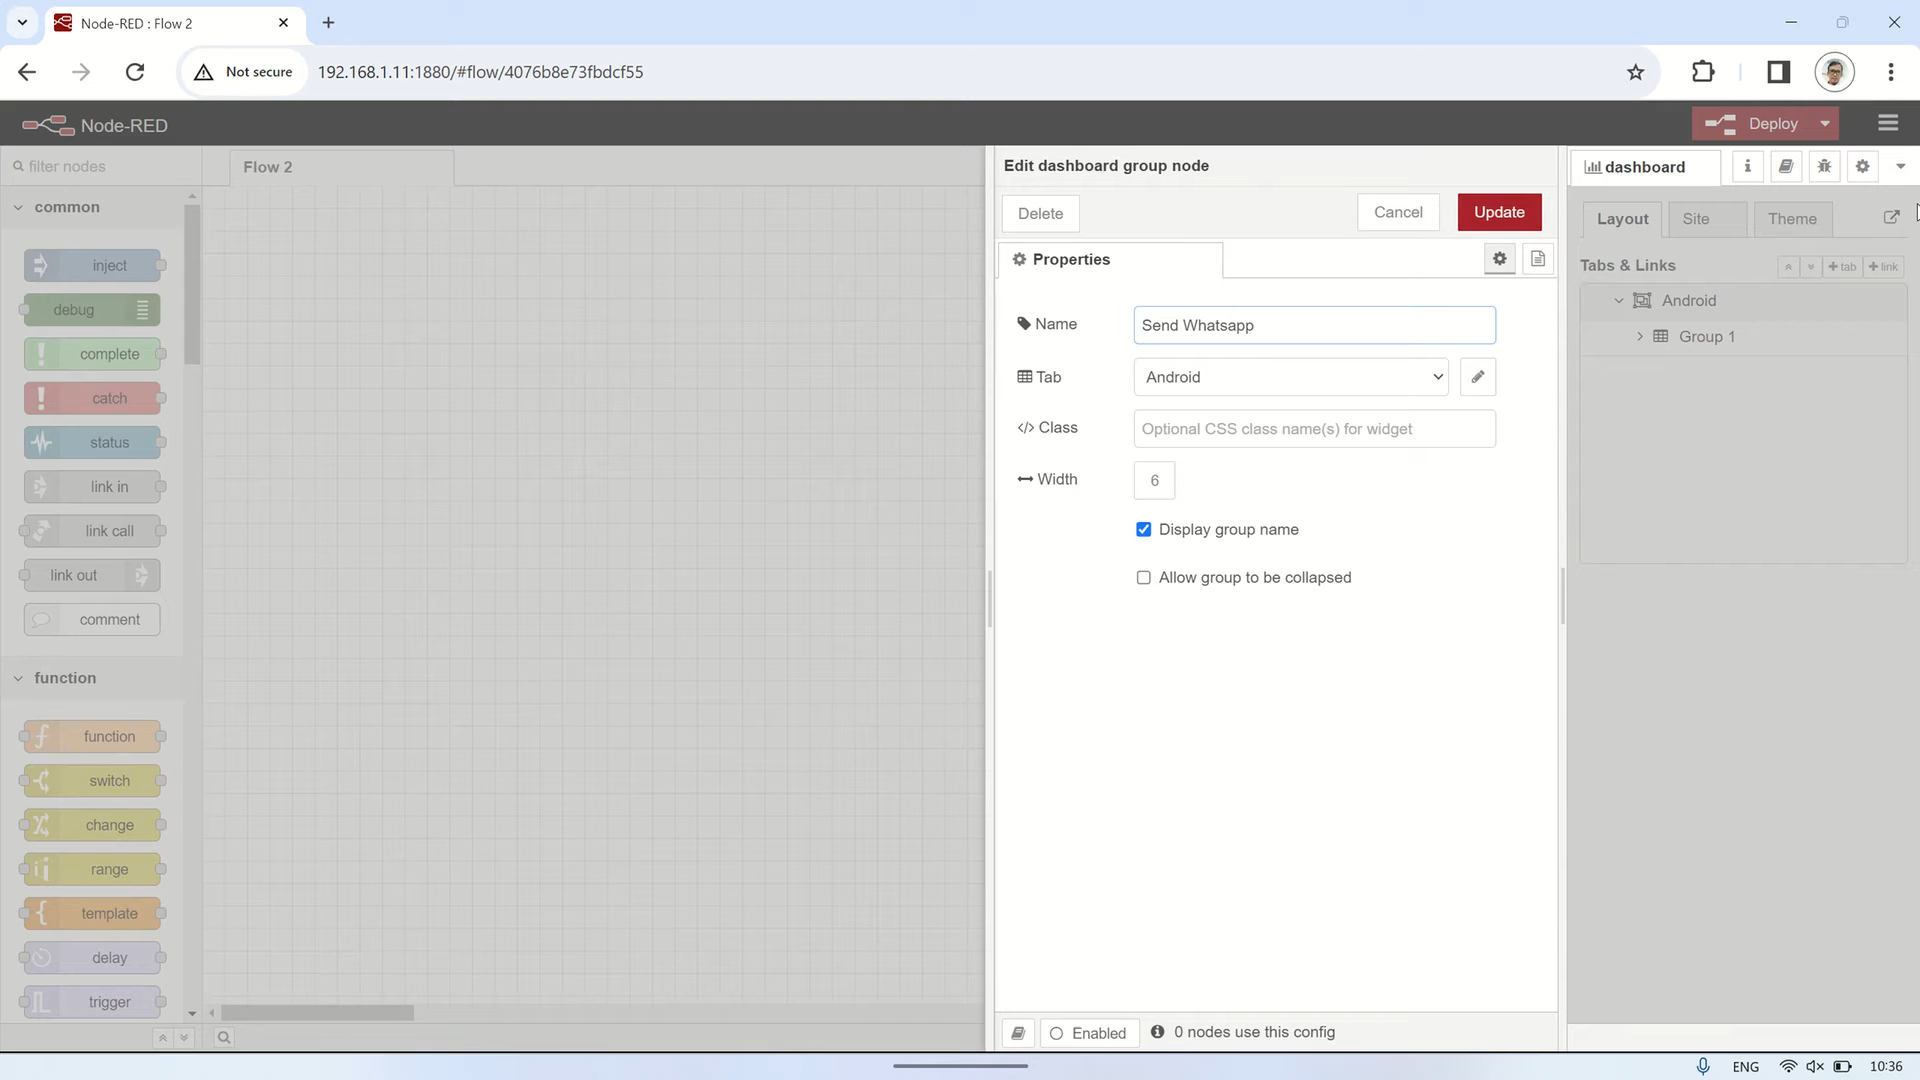 Node-RED : Flow 2
Not secure
192.168.1.11:1880/#flow/4076b8e73fbdcf55
Node-RED
Deploy
filter nodes
Flow 2
Edit dashboard group node
dashboard
common
Delete
Cancel
Update
Layout
Site
Theme
inject
Properties
Tabs & Links
tab
link
debug
Name
Send Whatsapp
Android
complete
Group 1
Tab
Android
catch
Class
Optional CSS class name(s) for widget
status
Width
6
link in
Display group name
link call
Allow group to be collapsed
link out
comment
function
function
switch
change
range
template
delay
trigger
Enabled
0 nodes use this config
ENG
10:36